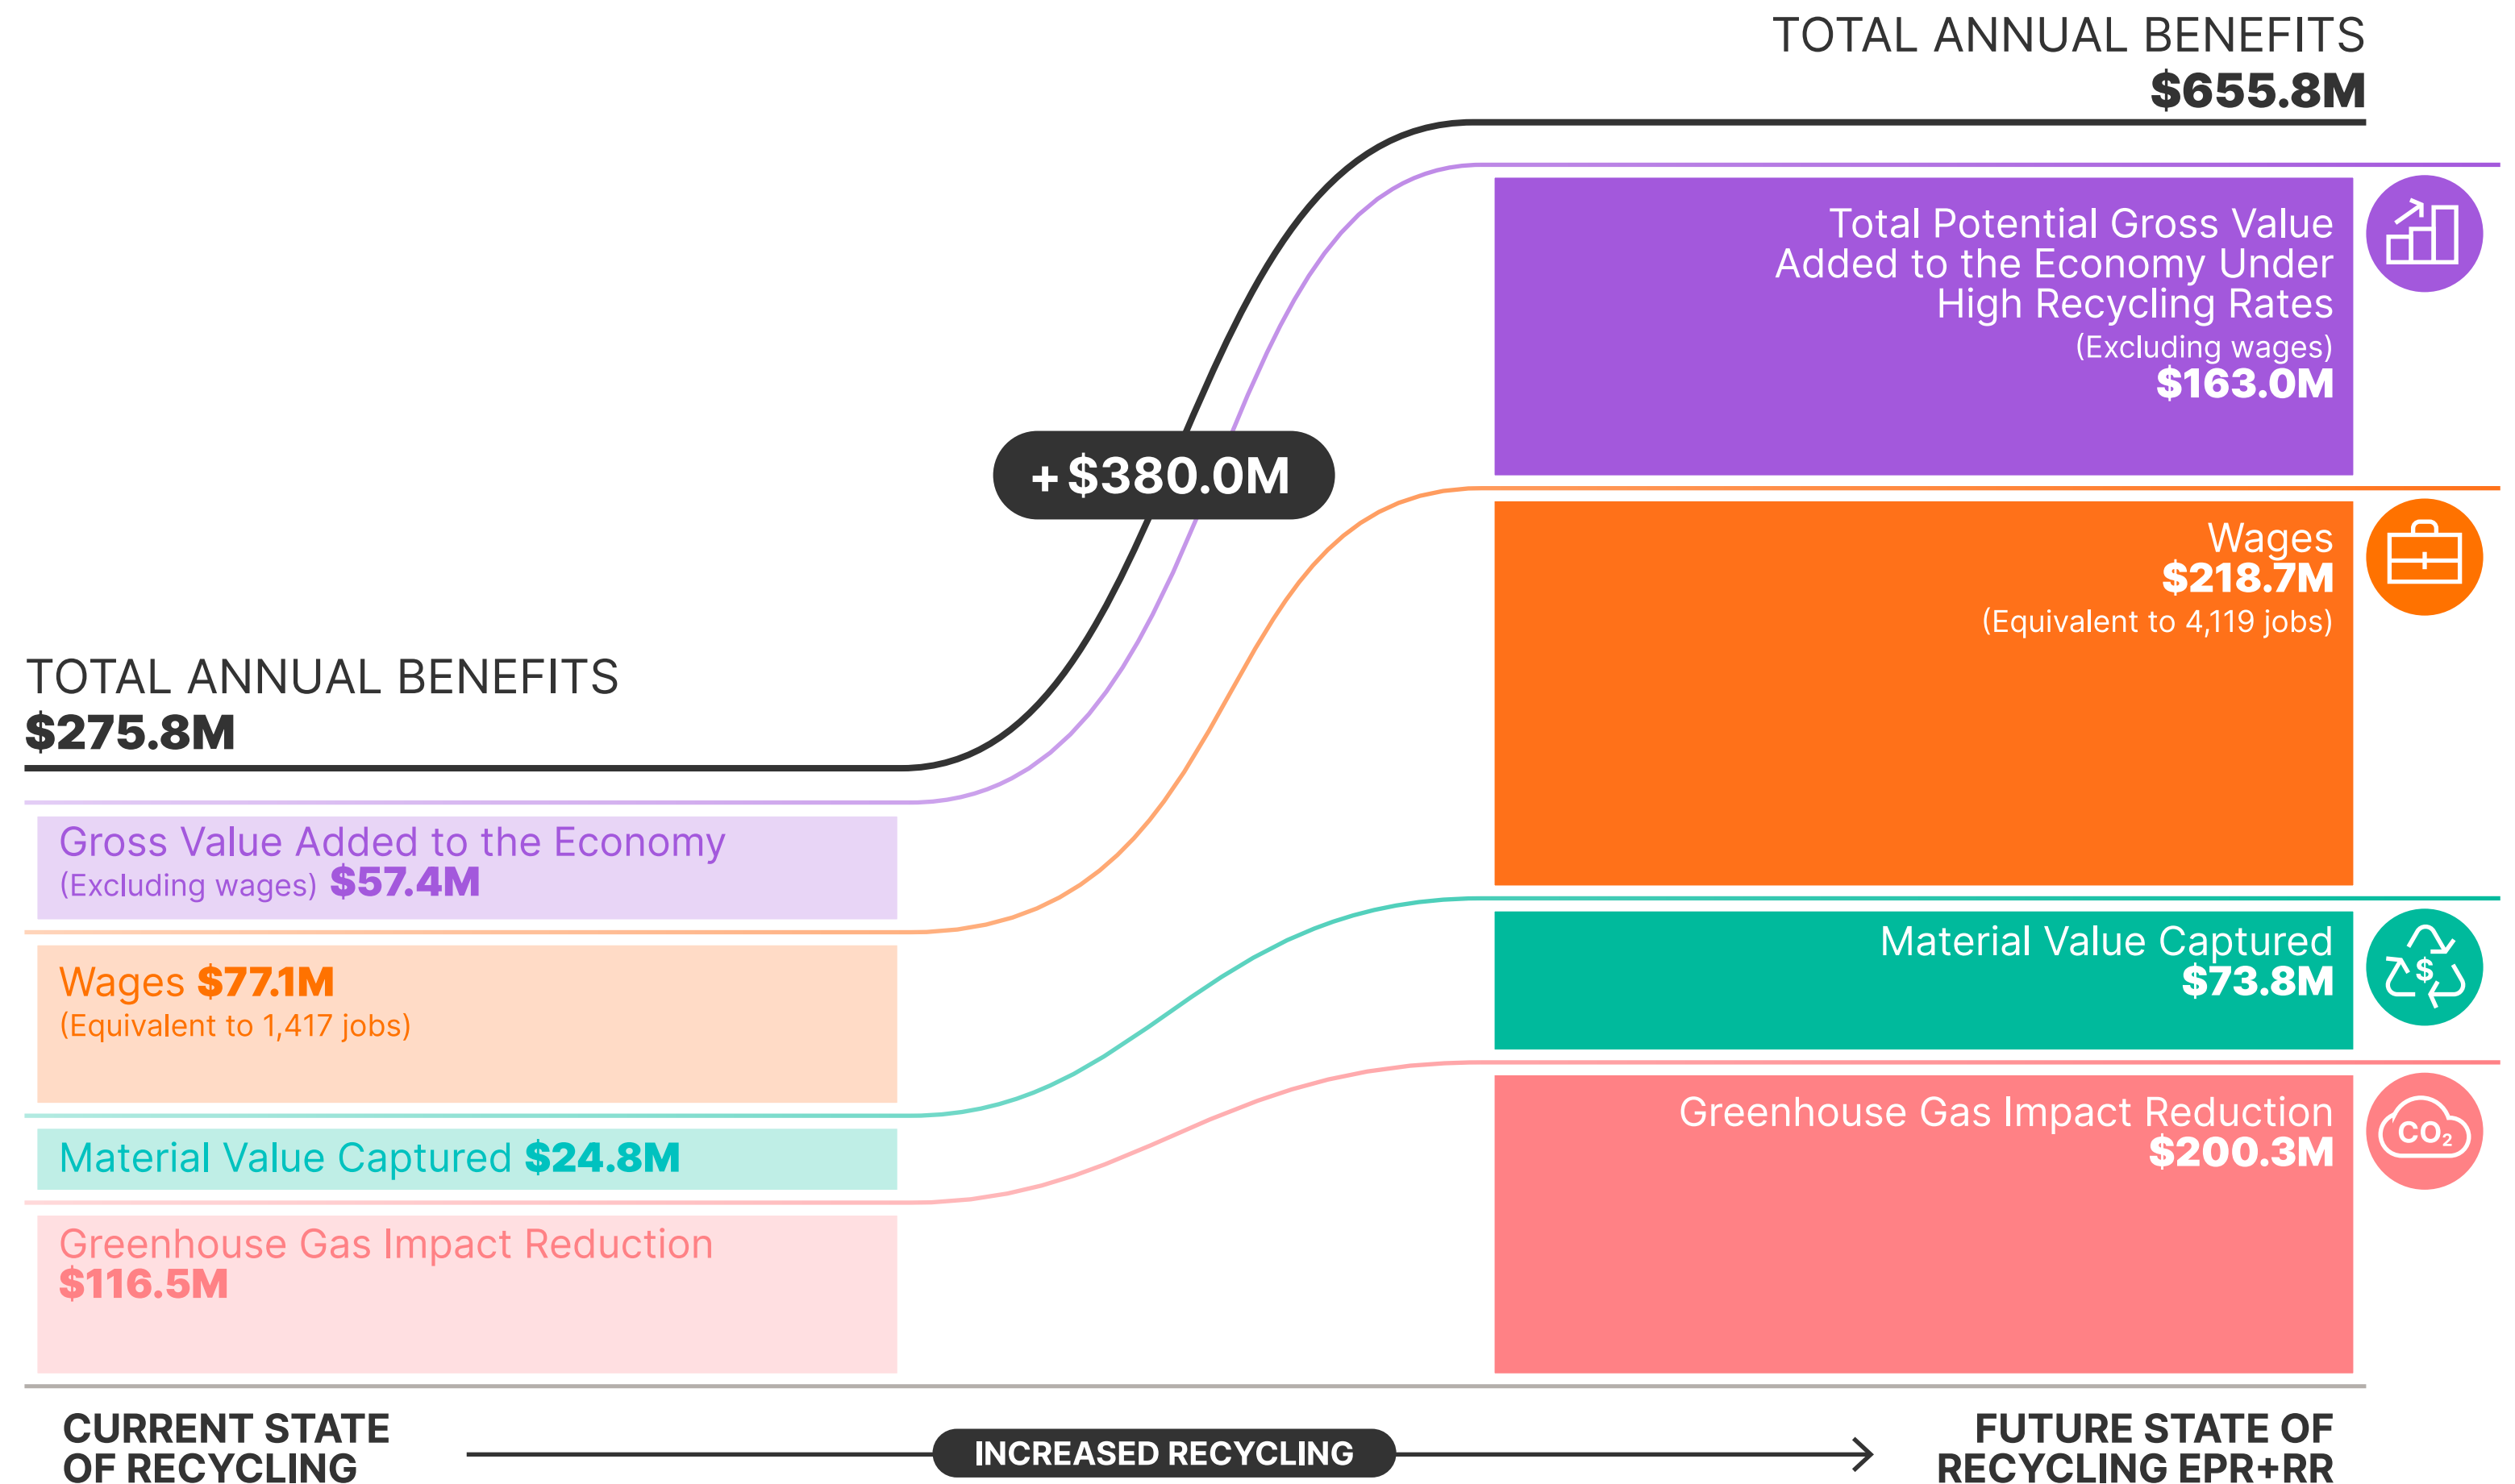 TOTAL ANNUAL BENEFITS
$655.8M
Total Potential Gross Value
Added to the Economy Under
High Recycling Rates
(Excluding wages)
$163.0M
+ $380.0M
Wages
$218.7M
(Equivalent to 4,119 jobs)
TOTAL ANNUAL BENEFITS
$275.8M
Gross Value Added to the Economy
(Excluding wages) $57.4M
Wages $77.1M
(Equivalent to 1,417 jobs)
Material Value Captured
$73.8M
$
Material Value Captured $24.8M
Greenhouse Gas Impact Reduction
$200.3M
CO2
Greenhouse Gas Impact Reduction
$116.5M
CURRENT STATE
OF RECYCLING
INCREASED RECYCLING
FUTURE STATE OF
RECYCLING EPR+RR